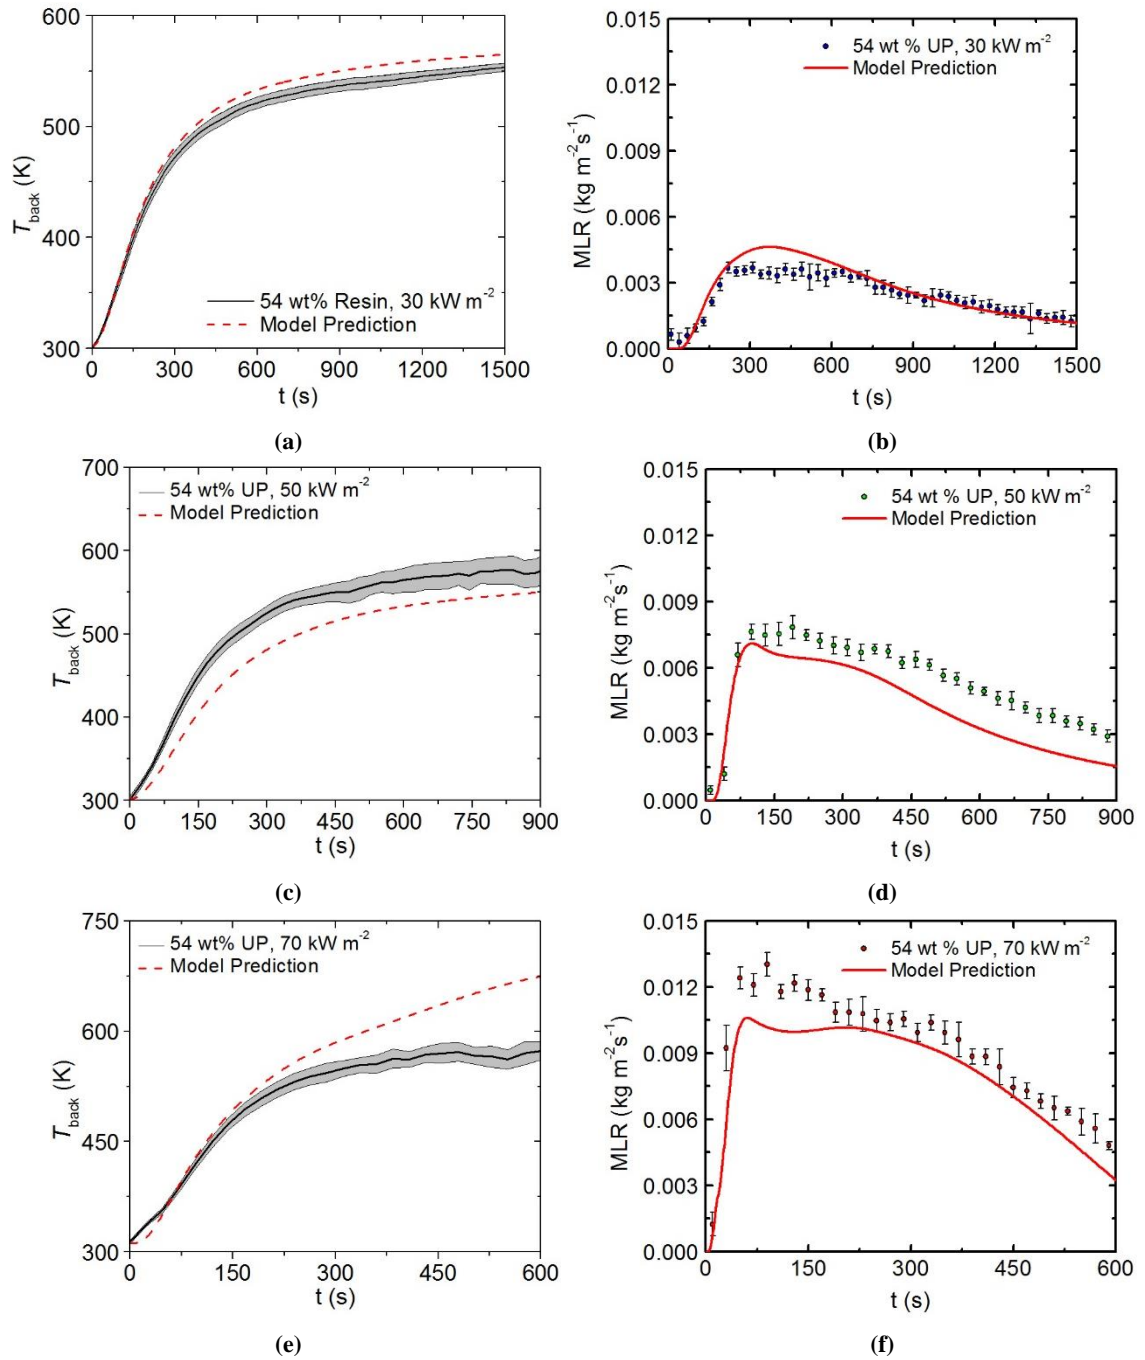 600
500
400
300
T_back (K)
54 wt% Resin, 30 kW m⁻²
Model Prediction
0 300 600 900 1200 1500
t (s)
(a)
0.015
0.012
0.009
0.006
0.003
0.000
MLR (kg m⁻²s⁻¹)
54 wt % UP, 30 kW m⁻²
Model Prediction
0 300 600 900 1200 1500
t (s)
(b)
700
600
500
400
300
T_back (K)
54 wt% UP, 50 kW m⁻²
Model Prediction
0 150 300 450 600 750 900
t (s)
(c)
0.015
0.012
0.009
0.006
0.003
0.000
MLR (kg m⁻²s⁻¹)
54 wt % UP, 50 kW m⁻²
Model Prediction
0 150 300 450 600 750 900
t (s)
(d)
750
600
450
300
T_back (K)
54 wt% UP, 70 kW m⁻²
Model Prediction
0 150 300 450 600
t (s)
(e)
0.015
0.012
0.009
0.006
0.003
0.000
MLR (kg m⁻²s⁻¹)
54 wt % UP, 70 kW m⁻²
Model Prediction
0 150 300 450 600
t (s)
(f)